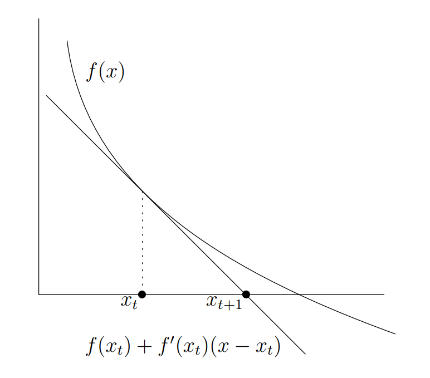 f(x)
x_t
x_{t+1}
f(x_t) + f'(x_t)(x − x_t)